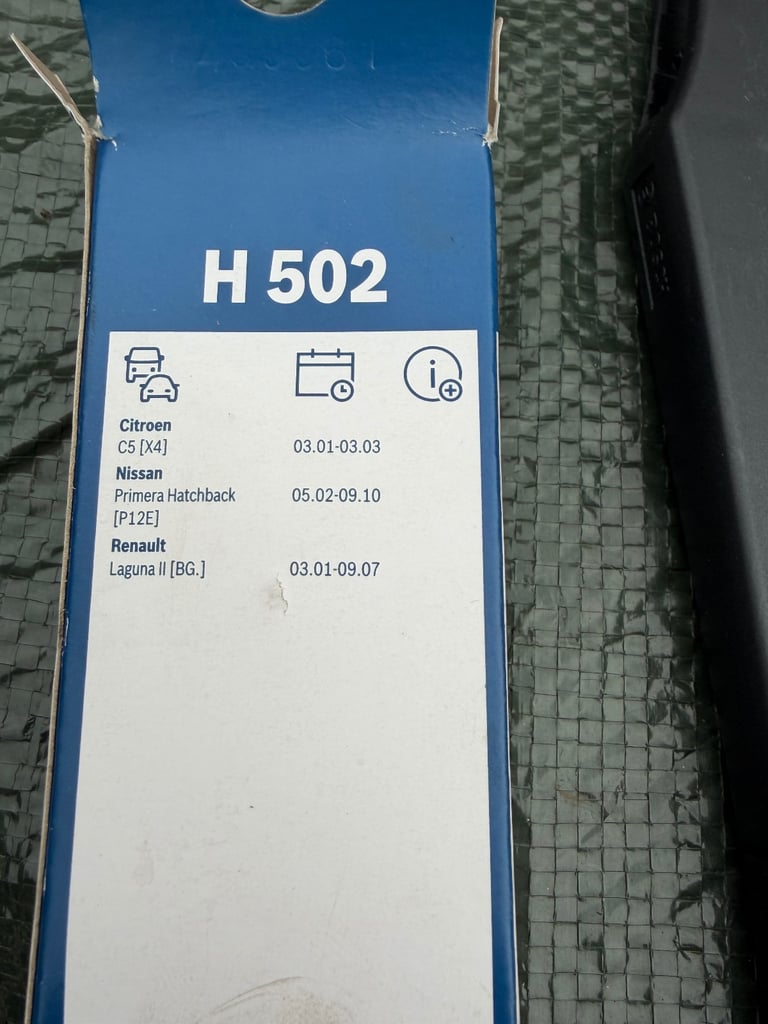 H 502
Citroen
C5 [X4] 03.01-03.03
Nissan
Primera Hatchback 05.02-09.10
[P12E]
Renault
Laguna II [BG.] 03.01-09.07
BOSCH